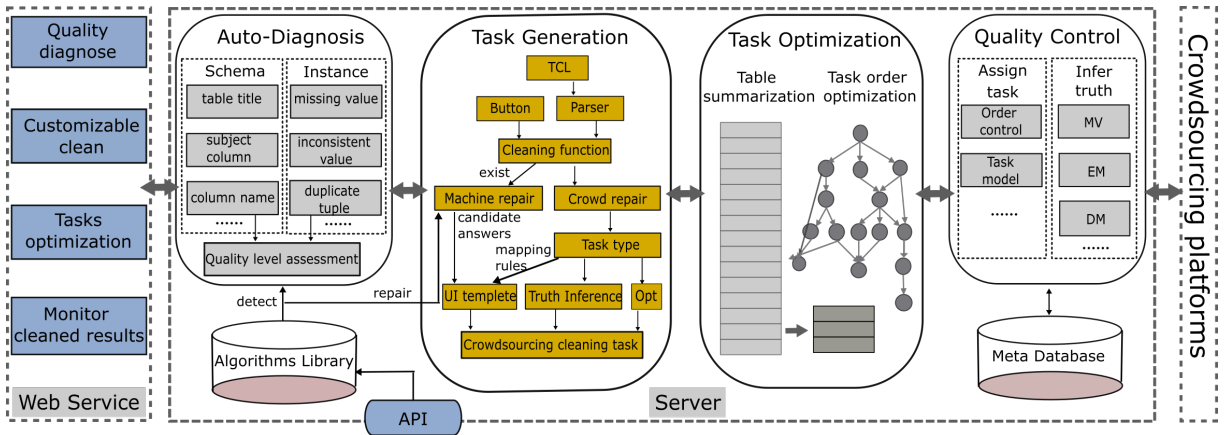 Quality
diagnose
Customizable
clean
Tasks
optimization
Monitor
cleaned results
Web Service
Auto-Diagnosis
Schema
table title
subject
column
column name
......
Instance
missing value
inconsistent
value
duplicate
tuple
......
Quality level assessment
detect
repair
Algorithms Library
API
Task Generation
TCL
Button
Parser
Cleaning function
exist
Machine repair
Crowd repair
candidate
answers
mapping
rules
Task type
UI templete
Truth Inference
Opt
Crowdsourcing cleaning task
Server
Task Optimization
Table
summarization
Task order
optimization
Quality Control
Assign
task
Order
control
Task
model
......
Infer
truth
MV
EM
DM
......
Meta Database
Crowdsourcing platforms